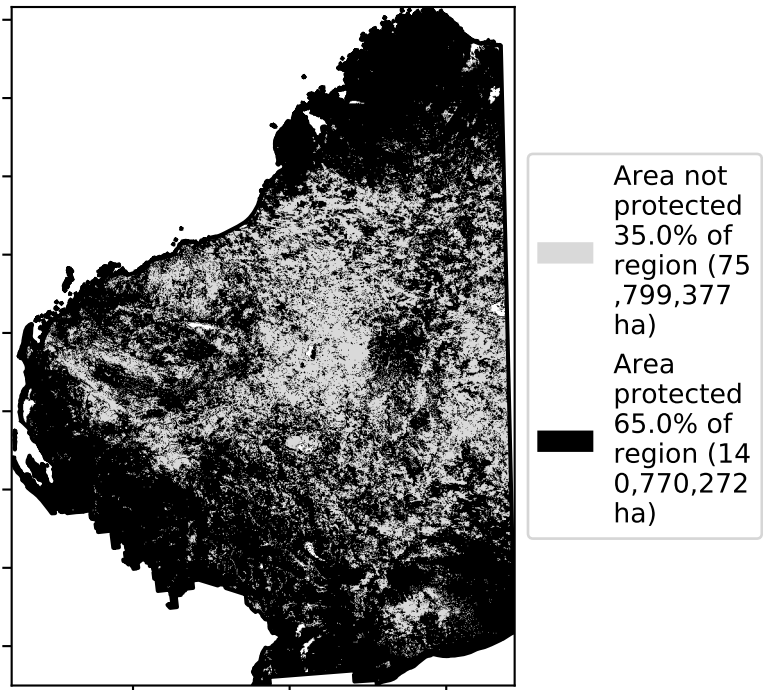 Area not
protected
35.0% of
region (75
,799,377
ha)
Area
protected
65.0% of
region (14
0,770,272
ha)